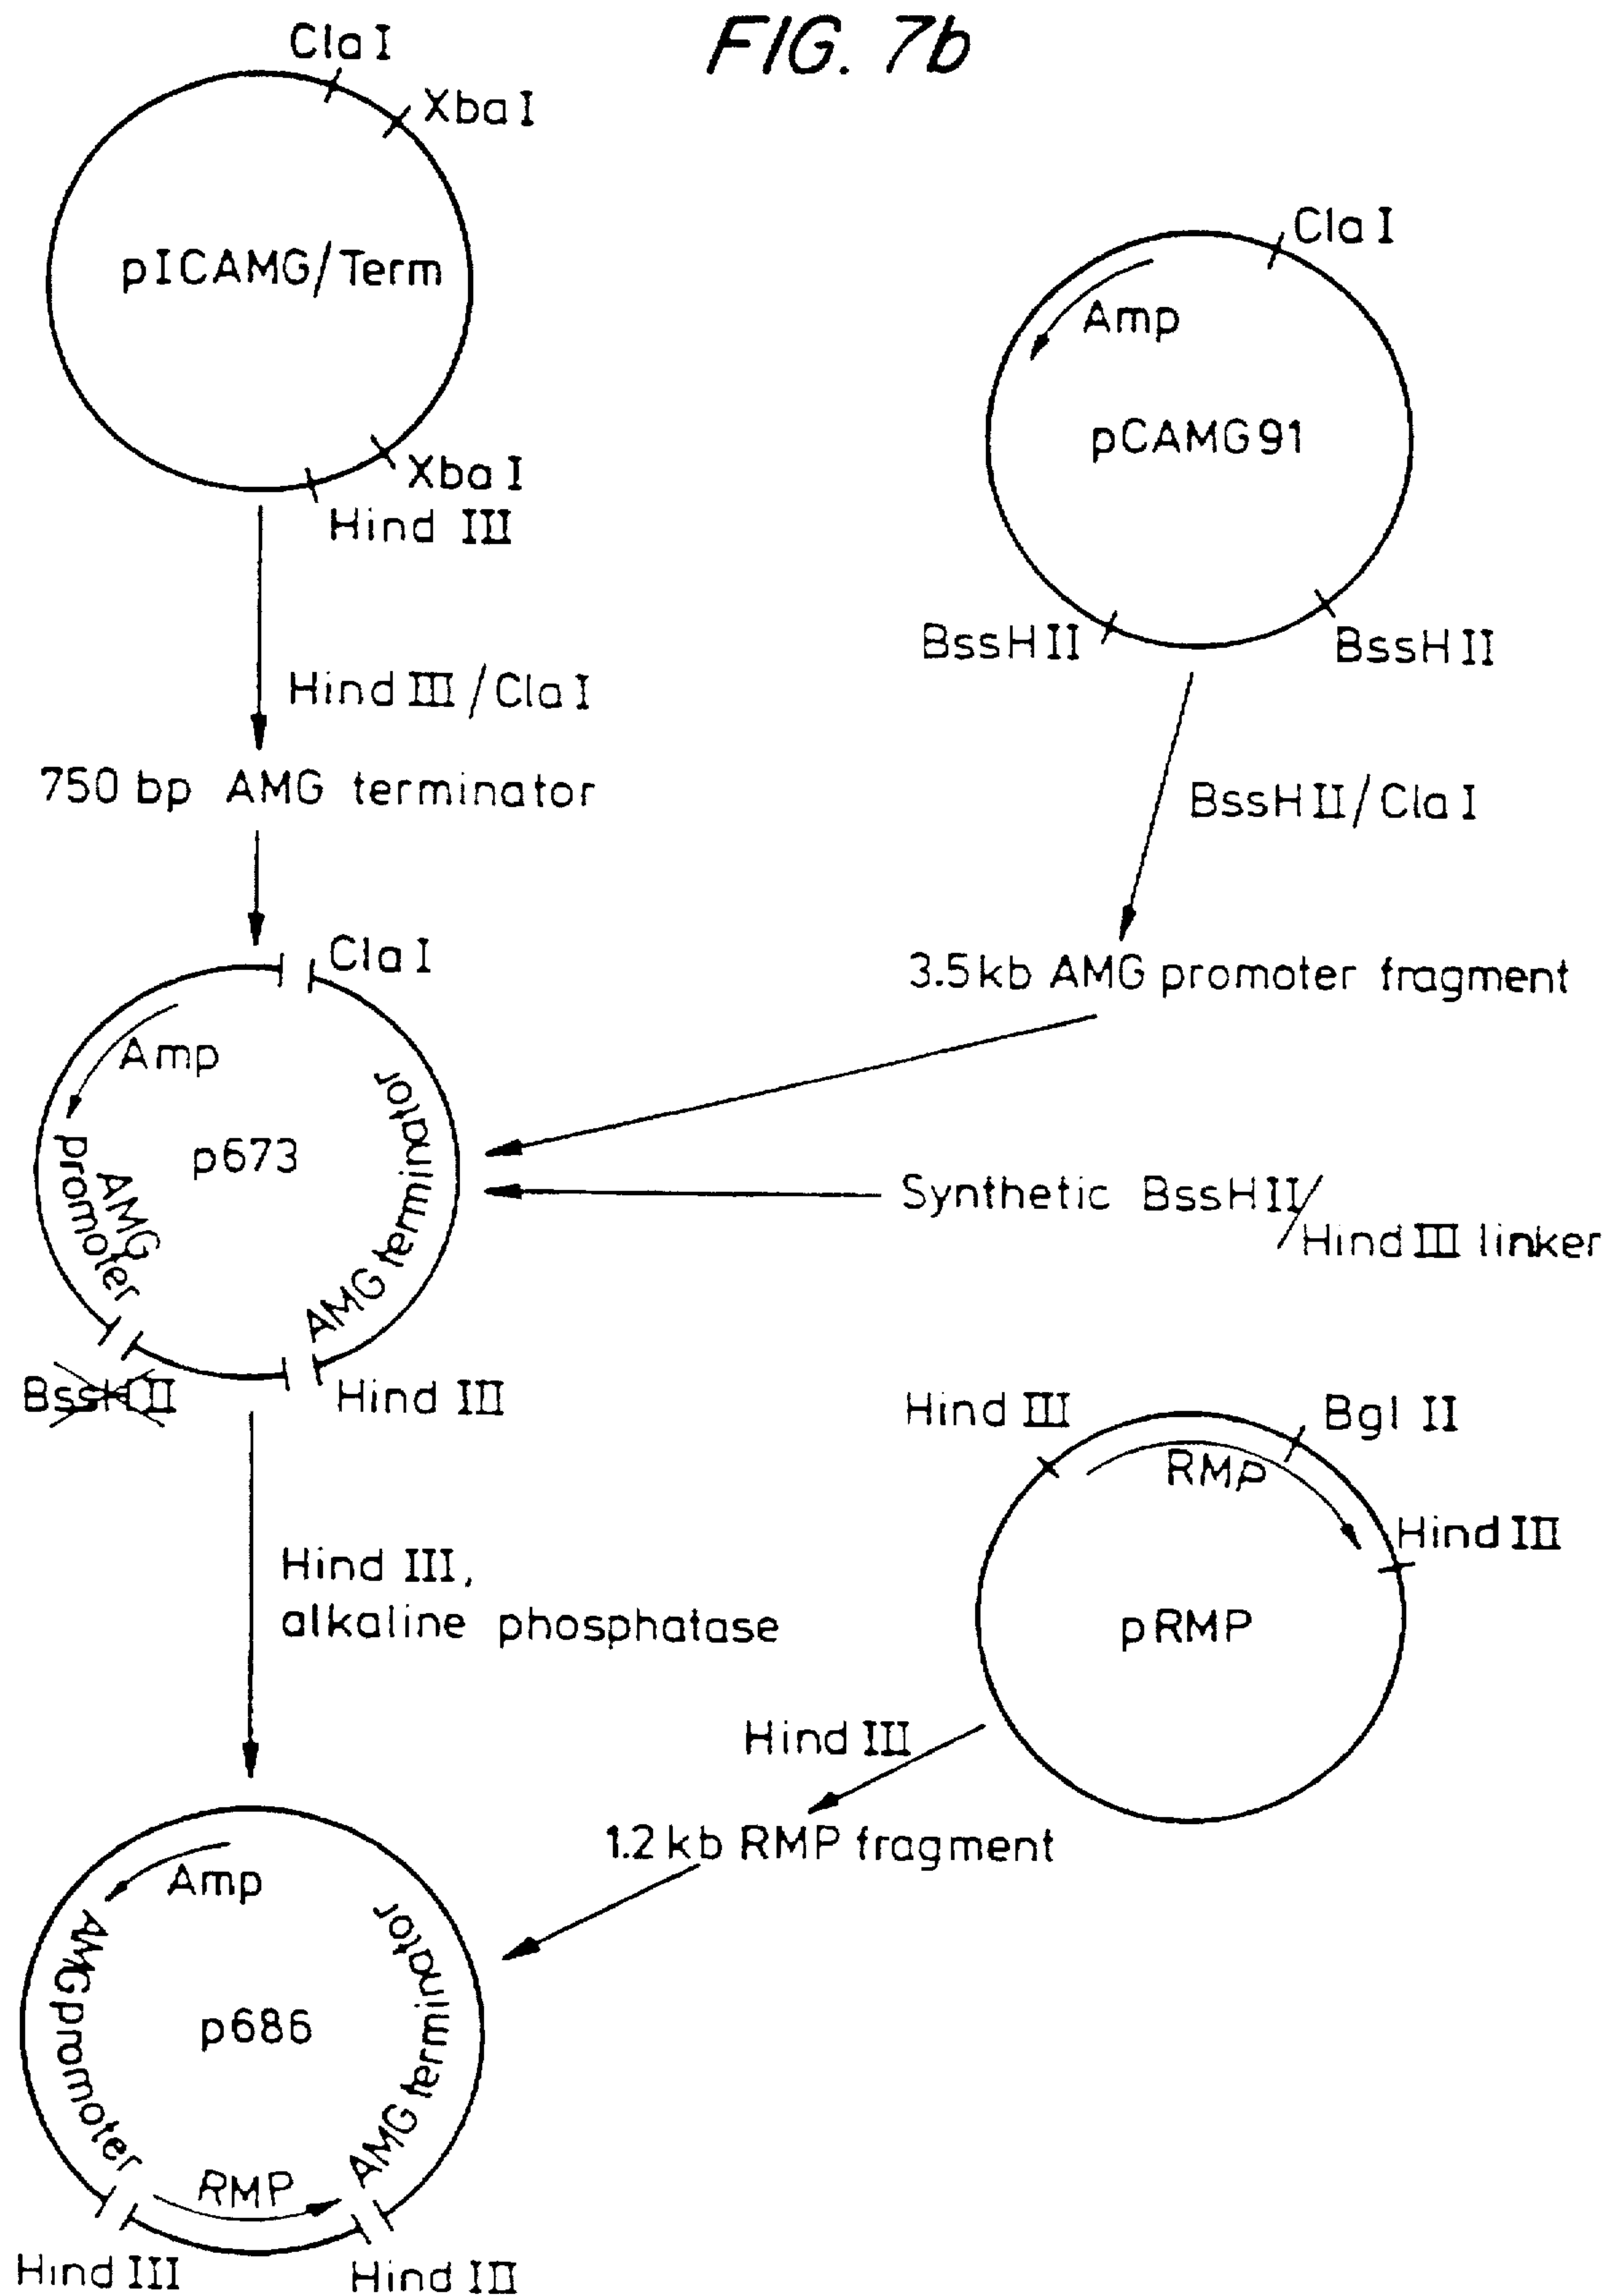 FIG. 7b
Cla I
Xba I
pICAMG/Term
Xba I
Hind III
Cla I
Amp
pCAMG91
BssH II
BssH II
Hind III /Cla I
750 bp AMG terminator
BssH II/Cla I
3.5kb AMG promoter fragment
Cla I
Amp
p673
AMG
promoter
AMG terminator
Synthetic BssH II/
Hind III linker
BssH II
Hind III
Hind III
Bgl II
RMP
Hind III
pRMP
Hind III,
alkaline phosphatase
Hind III
1.2 kb RMP fragment
Amp
AMG promoter
p686
AMG terminator
RMP
Hind III
Hind III